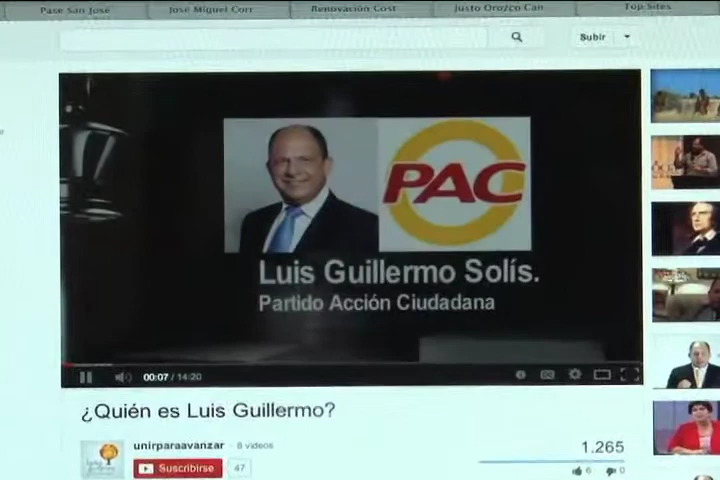 Pase San José
José Miguel Corr
Renovación Cost
Justo Orozco Can
Top Sites
Subir
PAC
Luis Guillermo Solís.
Partido Acción Ciudadana
00:07 / 14:20
¿Quién es Luis Guillermo?
unirparaavanzar · 8 videos
Suscribirse 47
1.265
6 0